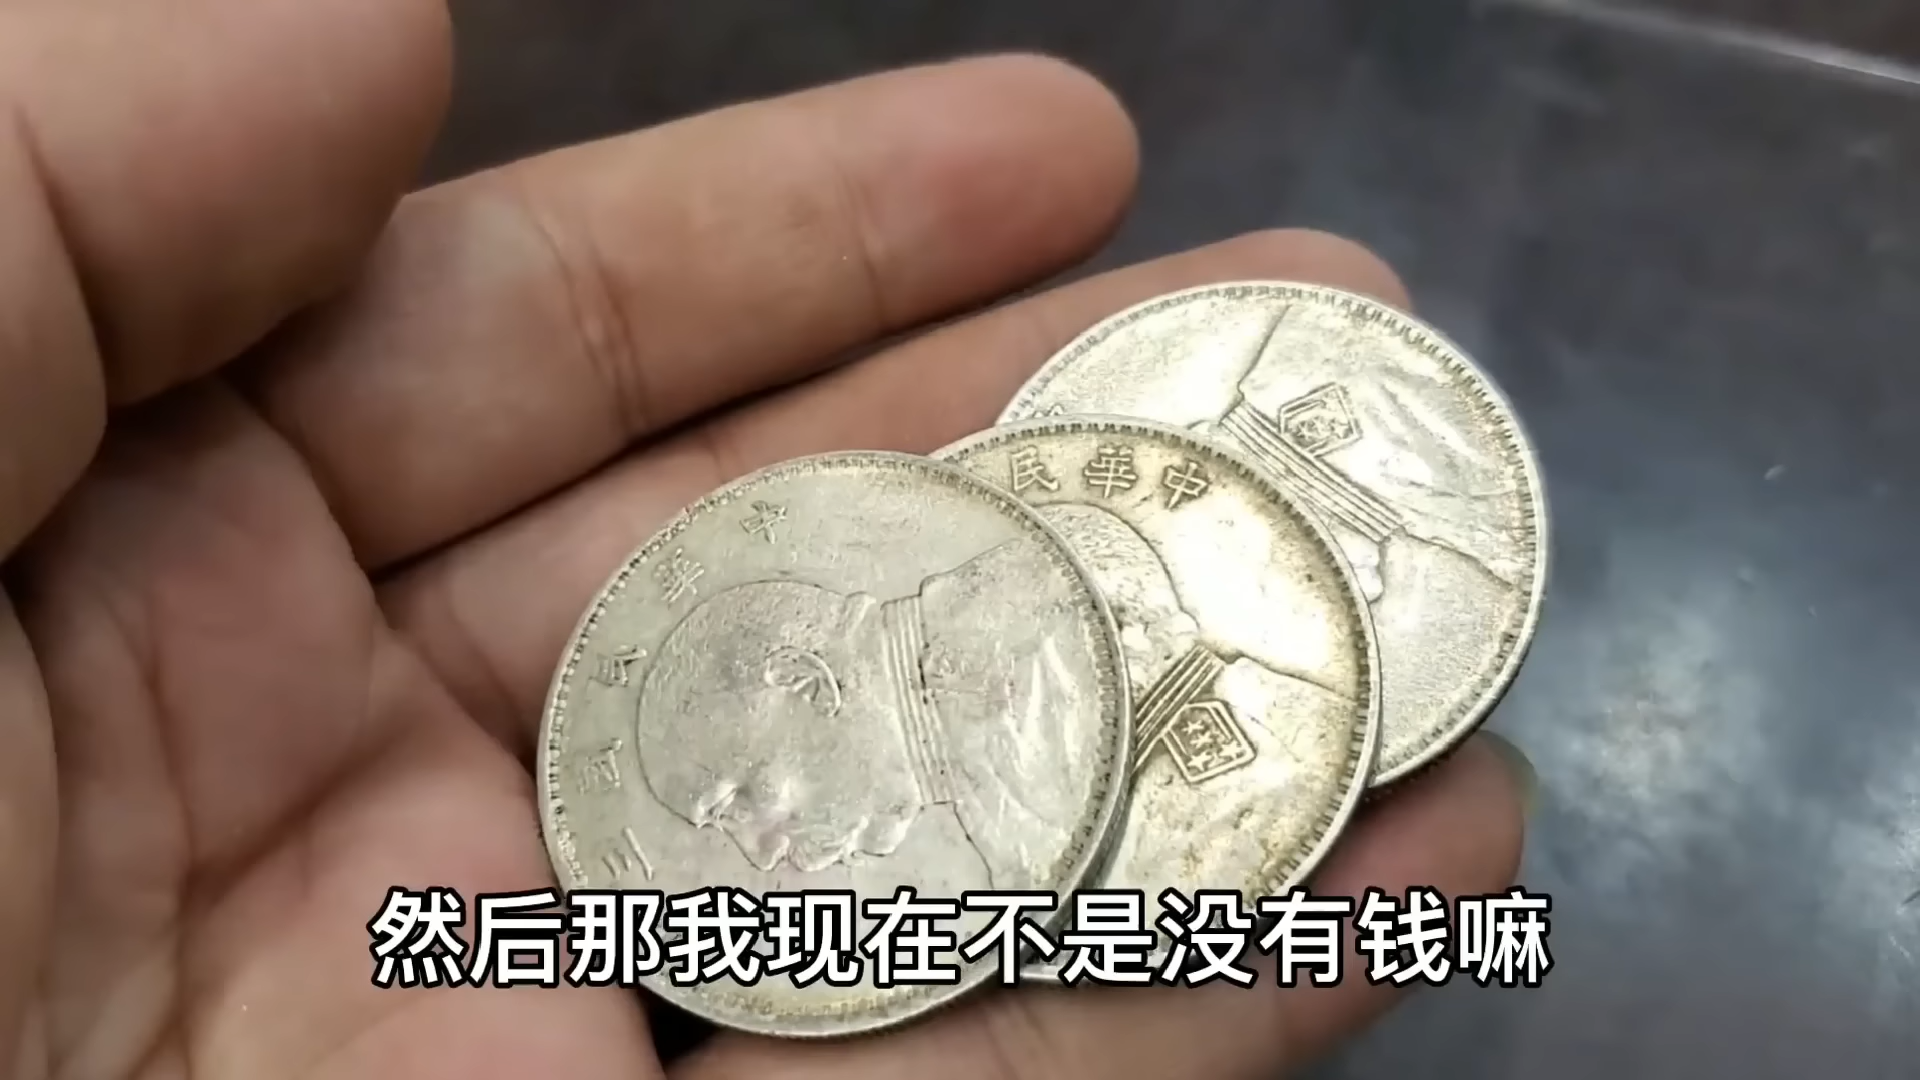 民華中
中華民國三
然后那我现在不是没有钱嘛